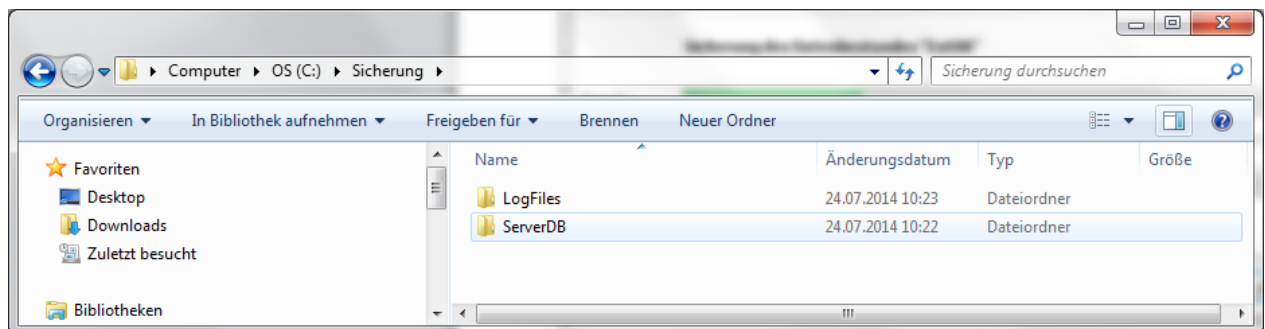 Computer ▸ OS (C:) ▸ Sicherung ▸ Sicherung durchsuchen
Organisieren In Bibliothek aufnehmen Freigeben für Brennen Neuer Ordner
Favoriten
Desktop
Downloads
Zuletzt besucht
Bibliotheken
Name Änderungsdatum Typ Größe
LogFiles 24.07.2014 10:23 Dateiordner
ServerDB 24.07.2014 10:22 Dateiordner